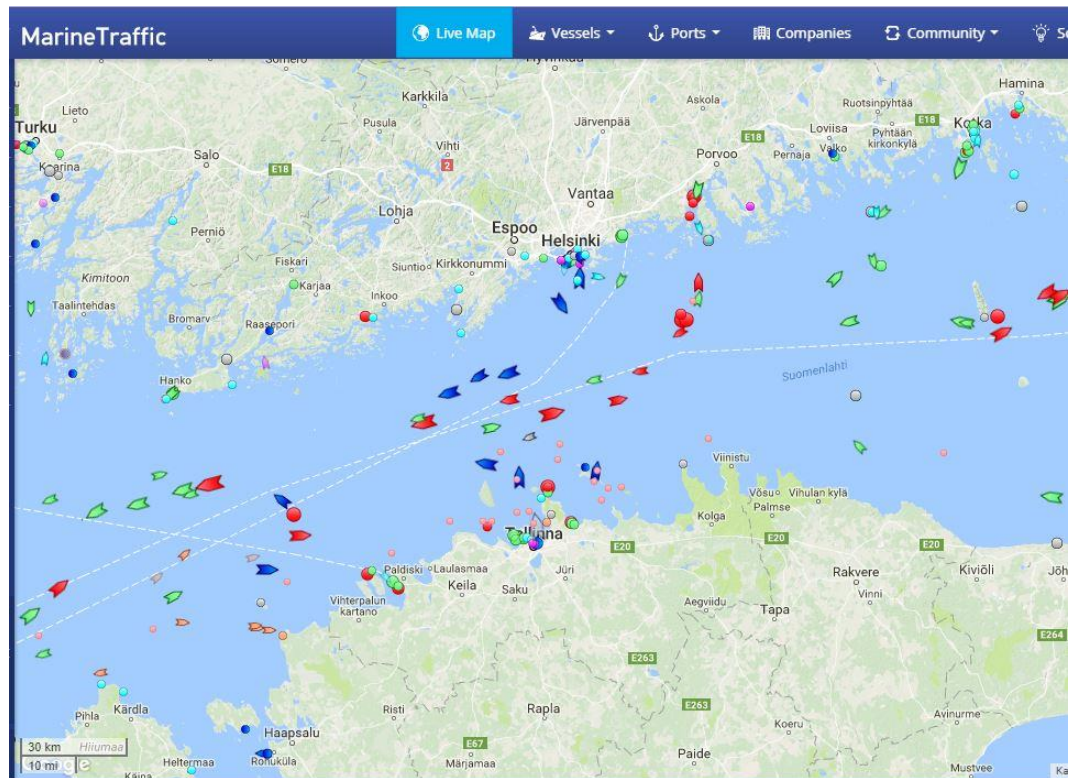 MarineTraffic
Live Map
Vessels
Ports
Companies
Community
Somero
Hyvinkää
Karkkila
Askola
Hamina
Lieto
Pusula
Järvenpää
Ruotsinpyhtää
E18
Turku
Vihti
E18
Loviisa
Pyhtään kirkonkylä
Kotka
Kaarina
Salo
E18
2
Porvoo
Pernaja
Valko
Vantaa
Lohja
Perniö
Espoo
Helsinki
Fiskari
Siuntio
Kirkkonummi
Kimitoon
Karjaa
Inkoo
Taalintehdas
Bromarv
Raasepori
Hanko
Suomenlahti
Viinistu
Võsu
Vihulan kylä
Kolga
Palmse
Tallinna
E20
E20
E20
Paldiski
Laulasmaa
Keila
Saku
Jüri
Rakvere
Kiviõli
Vinni
Vihterpalun kartano
Aegviidu
Tapa
E264
E263
E263
Pihla
Kärdla
Risti
Rapla
Koeru
Avinurme
Haapsalu
30 km
Hiiumaa
10 mi
Google
Käina
Heltermaa
Rohuküla
E67
Märjamaa
Paide
Mustvee